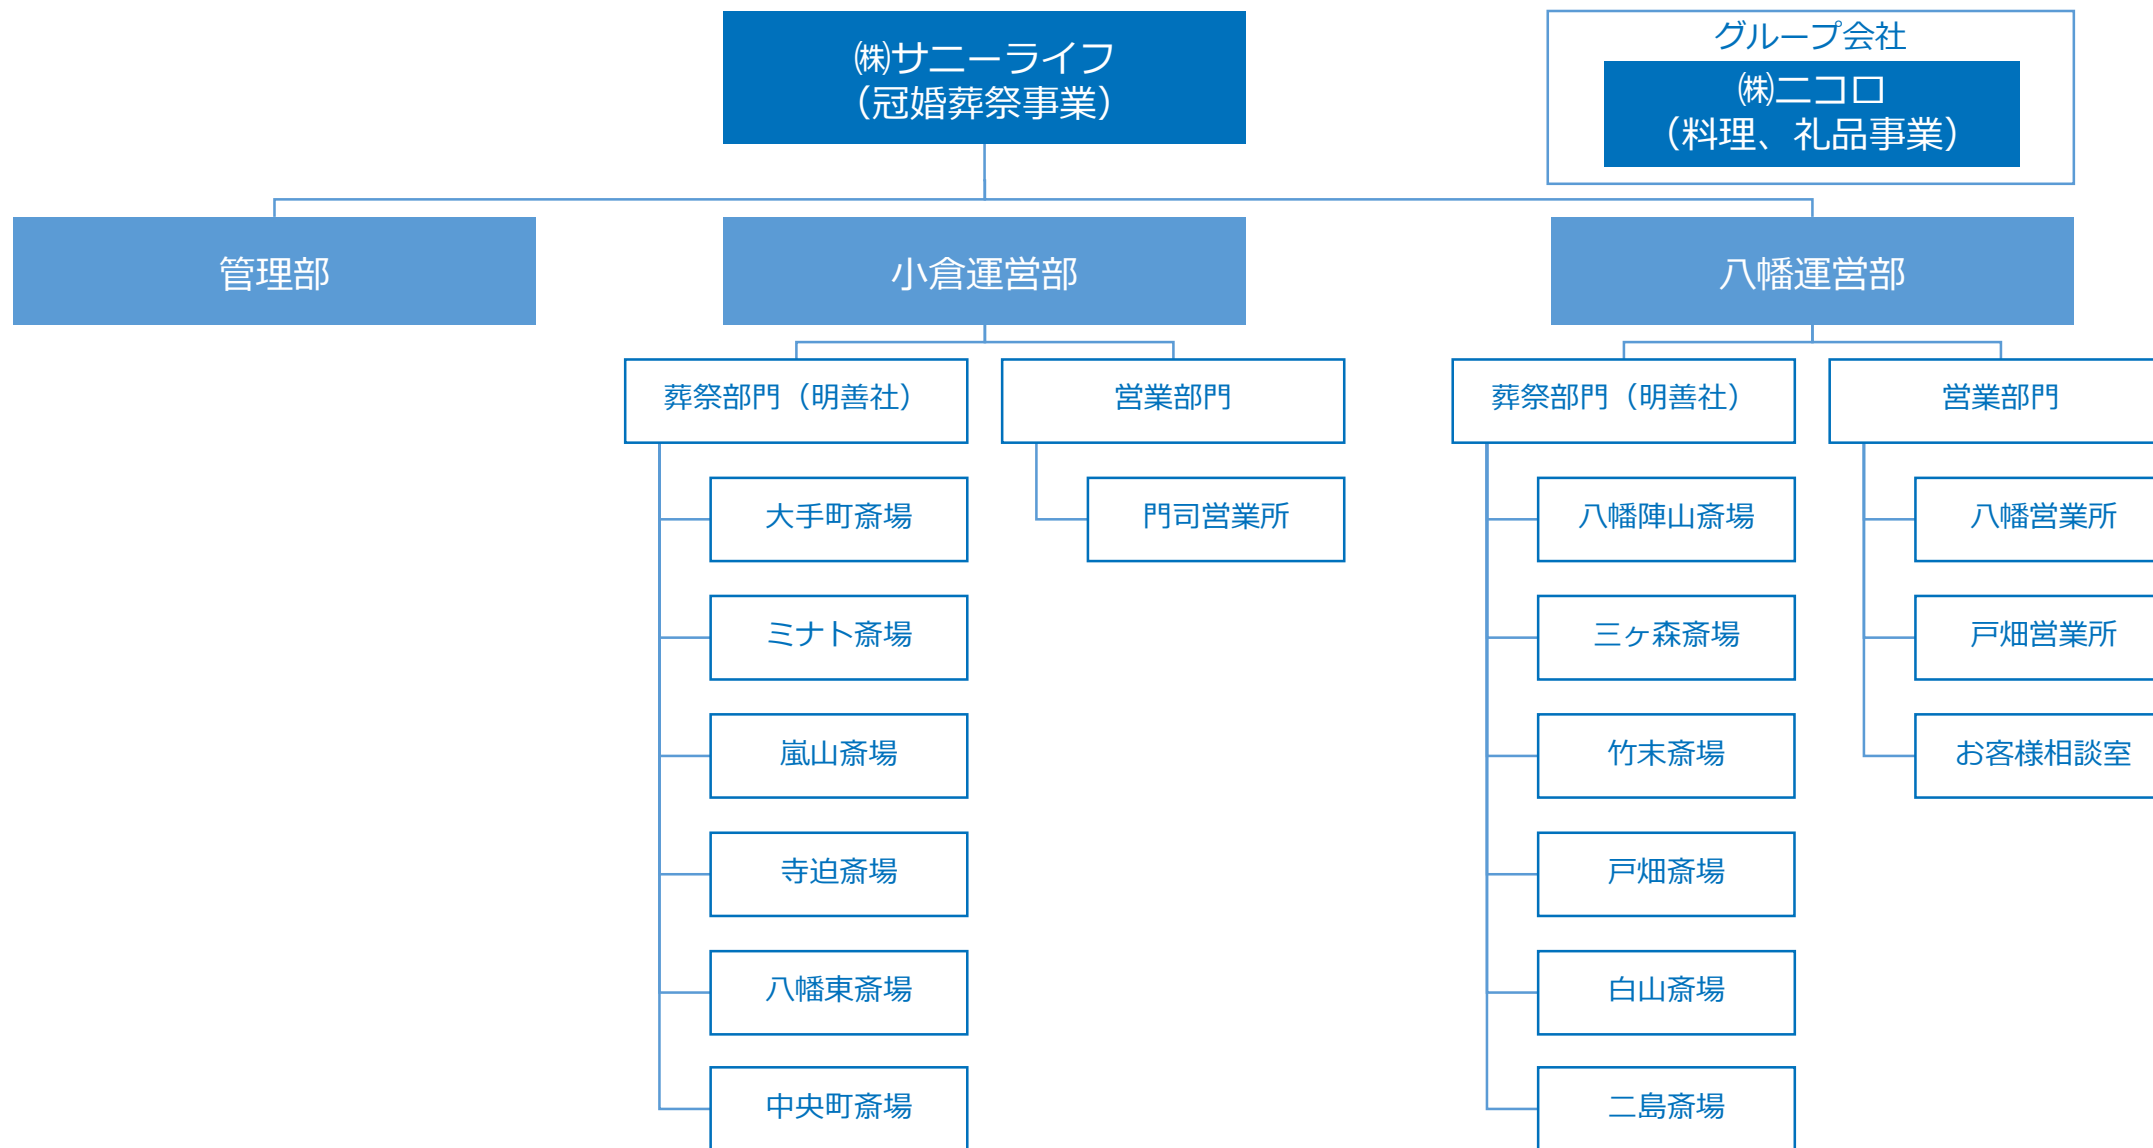 ㈱サニーライフ
（冠婚葬祭事業）
グループ会社
㈱ニコロ
（料理、礼品事業）
管理部
小倉運営部
八幡運営部
葬祭部門（明善社）
営業部門
葬祭部門（明善社）
営業部門
大手町斎場
門司営業所
八幡陣山斎場
八幡営業所
ミナト斎場
三ヶ森斎場
戸畑営業所
嵐山斎場
竹末斎場
お客様相談室
寺迫斎場
戸畑斎場
八幡東斎場
白山斎場
中央町斎場
二島斎場